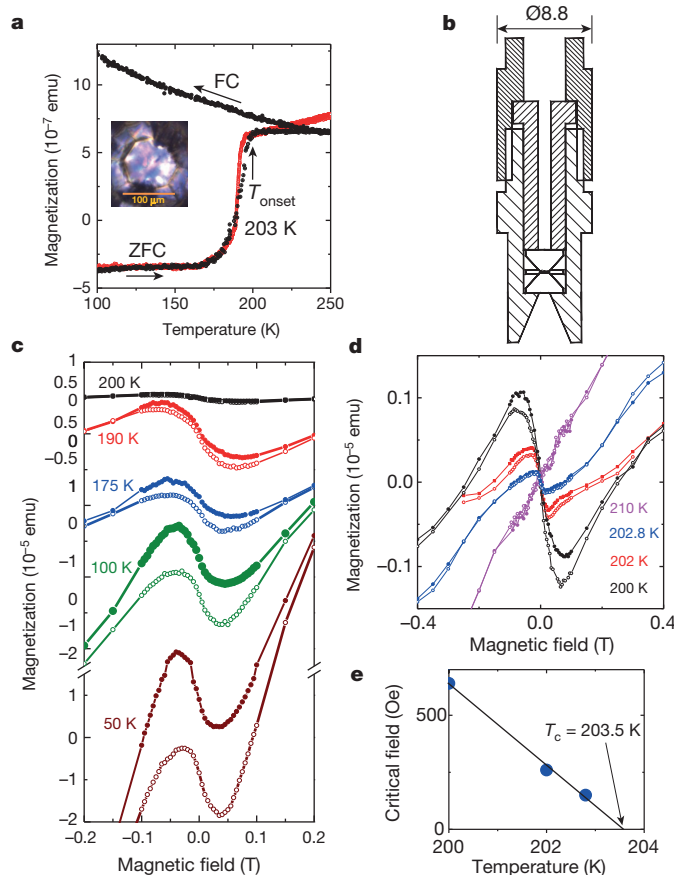 a
Magnetization (10⁻⁷ emu)
10
5
0
−5
FC
100 μm
T onset
203 K
ZFC
100
150
200
250
Temperature (K)
b
Ø8.8
c
Magnetization (10⁻⁵ emu)
1
0.5
0
0.5
0
−0.5
1
0
1
0
−1
0
−1
−2
1
0
−1
−2
200 K
190 K
175 K
100 K
50 K
−0.2
−0.1
0.0
0.1
0.2
Magnetic field (T)
d
Magnetization (10⁻⁵ emu)
0.1
0.0
−0.1
210 K
202.8 K
202 K
200 K
−0.4
0.0
0.4
Magnetic field (T)
e
Critical field (Oe)
500
0
Tc = 203.5 K
200
202
204
Temperature (K)